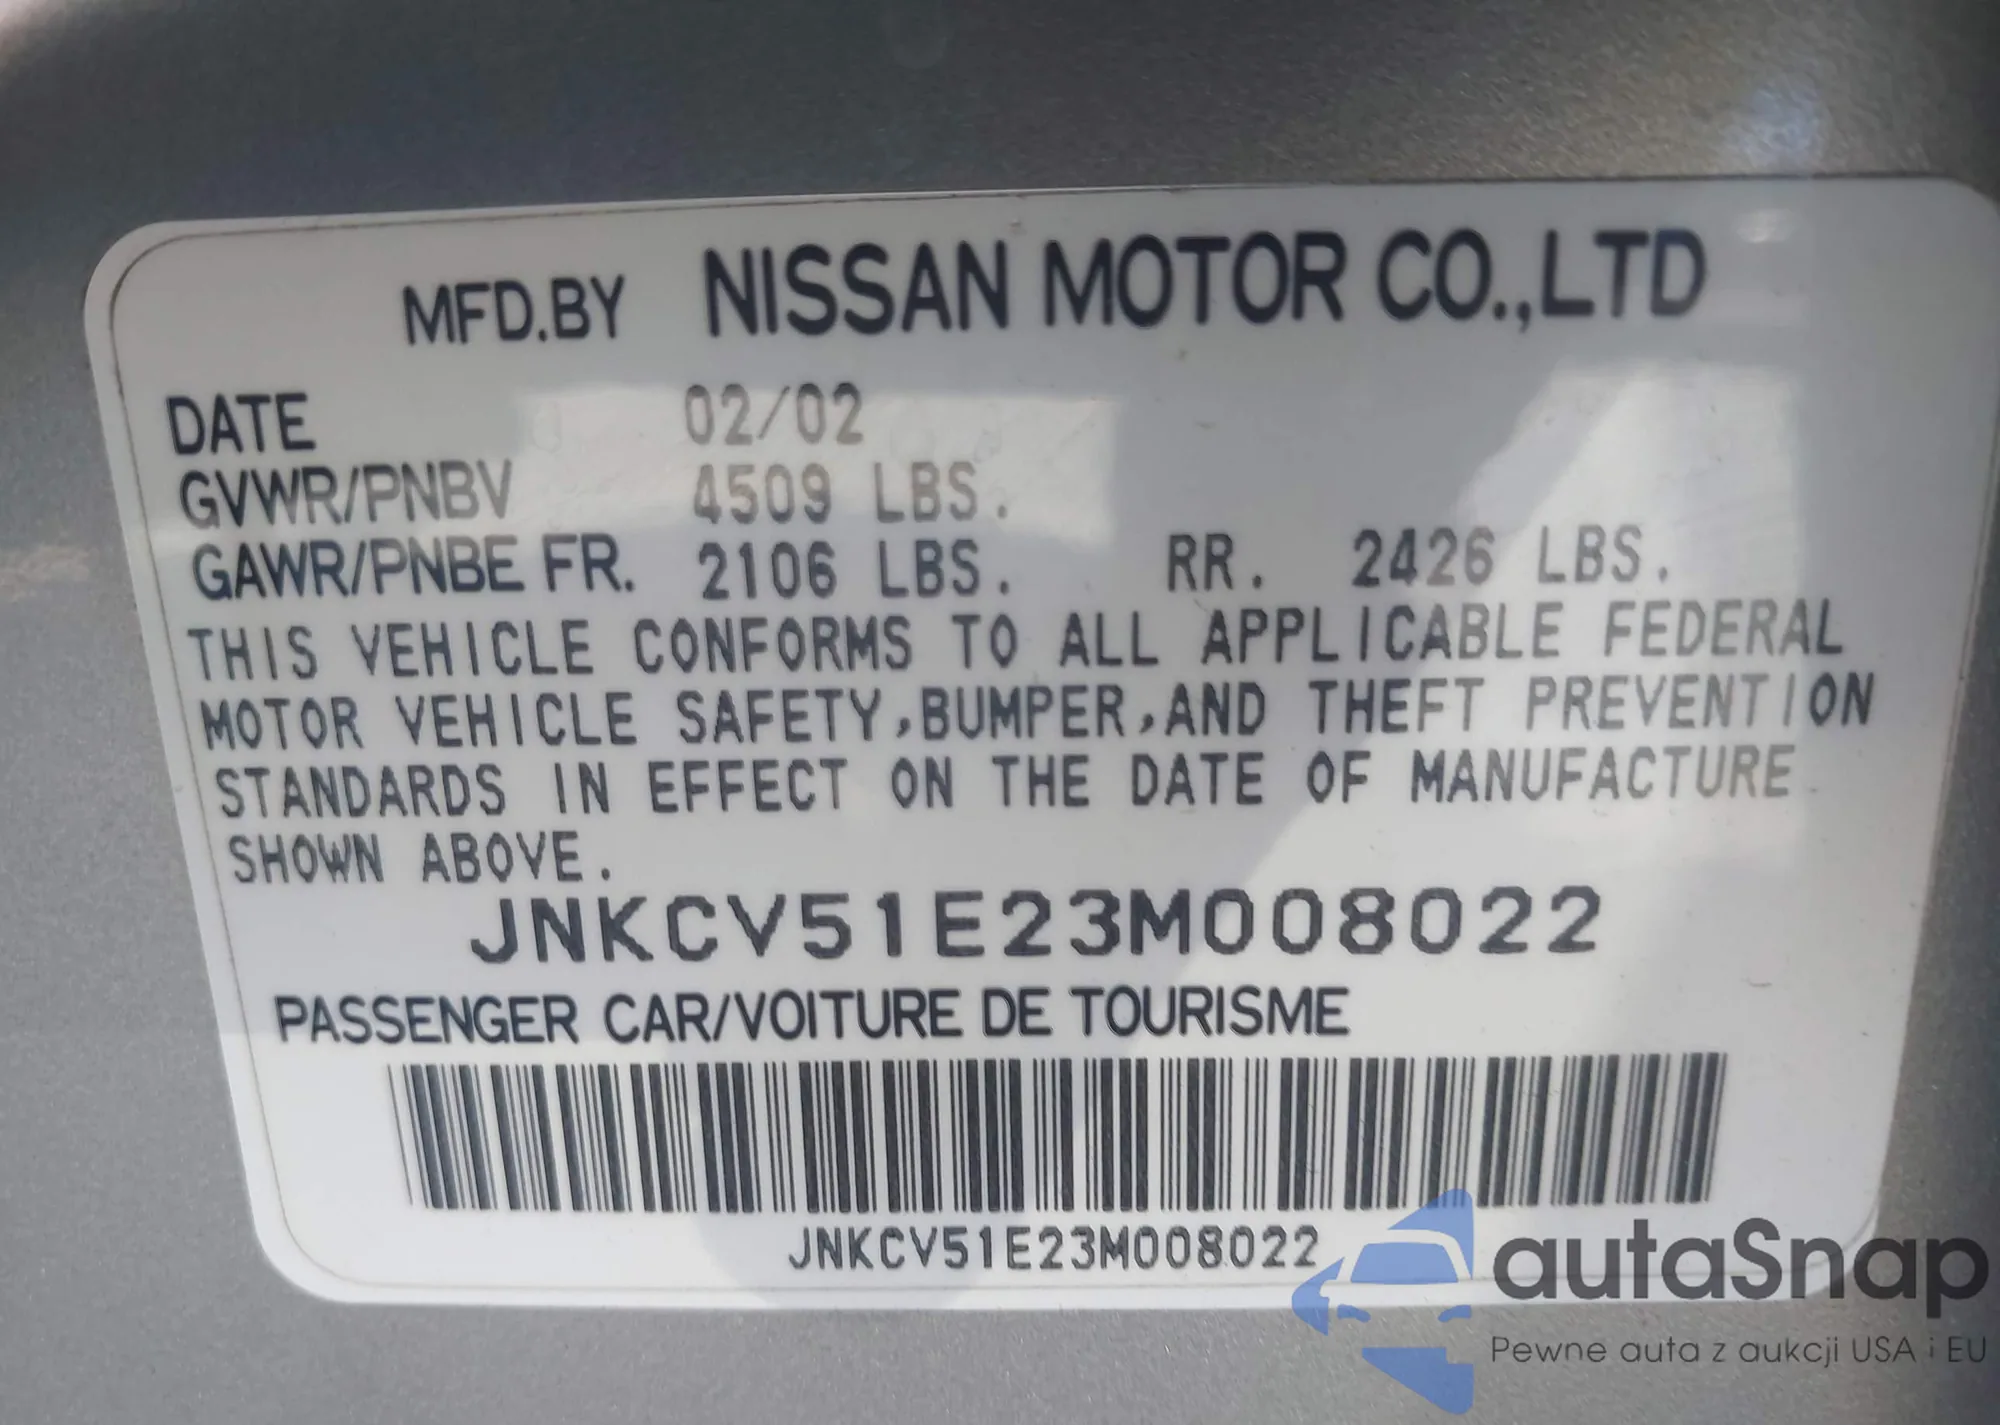 MFD.BY NISSAN MOTOR CO.,LTD
DATE 02/02
GVWR/PNBV 4509 LBS.
GAWR/PNBE FR. 2106 LBS. RR. 2426 LBS.
THIS VEHICLE CONFORMS TO ALL APPLICABLE FEDERAL
MOTOR VEHICLE SAFETY,BUMPER,AND THEFT PREVENTION
STANDARDS IN EFFECT ON THE DATE OF MANUFACTURE
SHOWN ABOVE.
JNKCV51E23M008022
PASSENGER CAR/VOITURE DE TOURISME
JNKCV51E23M008022
autaSnap
Pewne auta z aukcji USA i EU